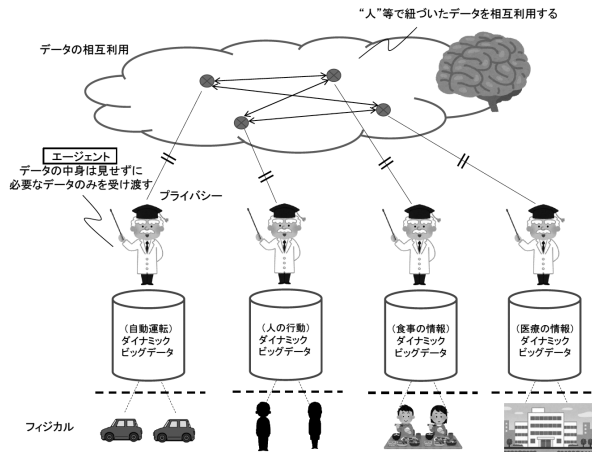 “人”等で紐づいたデータを相互利用する
データの相互利用
エージェント
データの中身は見せずに
必要なデータのみを受け渡す
プライバシー
(自動運転)
ダイナミック
ビッグデータ
(人の行動)
ダイナミック
ビッグデータ
(食事の情報)
ダイナミック
ビッグデータ
(医療の情報)
ダイナミック
ビッグデータ
フィジカル